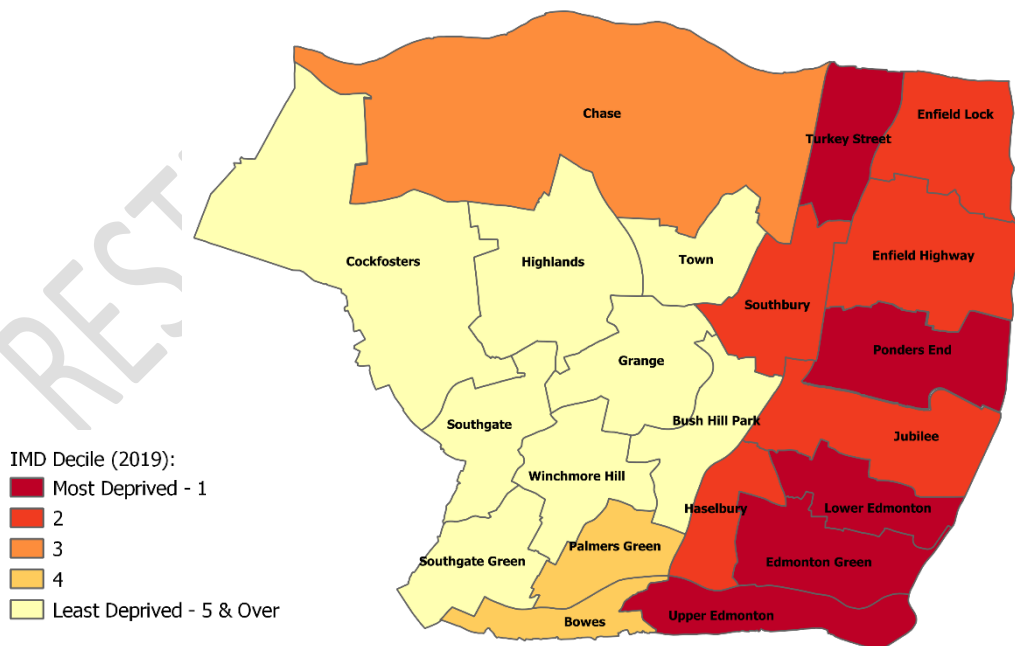 Chase
Turkey Street
Enfield Lock
Cockfosters
Highlands
Town
Enfield Highway
Southbury
Grange
Ponders End
Southgate
Bush Hill Park
Jubilee
Winchmore Hill
Haselbury
Lower Edmonton
Southgate Green
Palmers Green
Edmonton Green
Bowes
Upper Edmonton
REST
IMD Decile (2019):
Most Deprived - 1
2
3
4
Least Deprived - 5 & Over